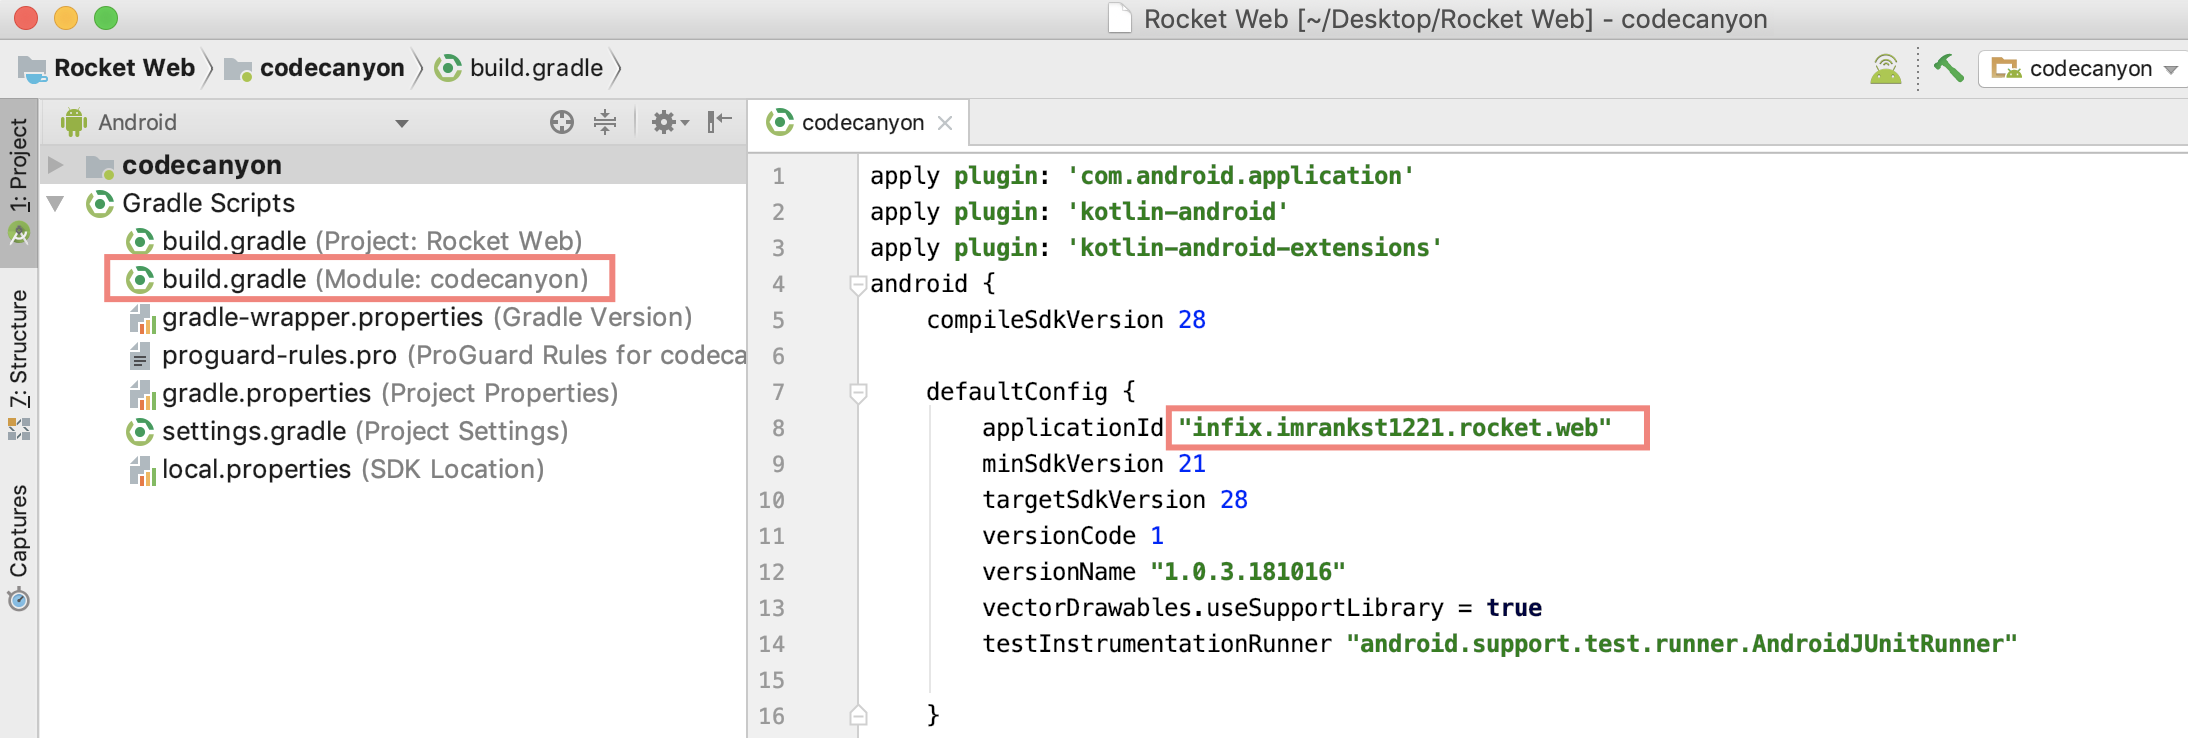 Rocket Web [~/Desktop/Rocket Web] - codecanyon
Rocket Web codecanyon build.gradle
codecanyon
1: Project
7: Structure
Captures
Android
codecanyon
Gradle Scripts
build.gradle (Project: Rocket Web)
build.gradle (Module: codecanyon)
gradle-wrapper.properties (Gradle Version)
proguard-rules.pro (ProGuard Rules for codeca
gradle.properties (Project Properties)
settings.gradle (Project Settings)
local.properties (SDK Location)
codecanyon
1 apply plugin: 'com.android.application'
2 apply plugin: 'kotlin-android'
3 apply plugin: 'kotlin-android-extensions'
4 android {
5 compileSdkVersion 28
6
7 defaultConfig {
8 applicationId "infix.imrankst1221.rocket.web"
9 minSdkVersion 21
10 targetSdkVersion 28
11 versionCode 1
12 versionName "1.0.3.181016"
13 vectorDrawables.useSupportLibrary = true
14 testInstrumentationRunner "android.support.test.runner.AndroidJUnitRunner"
15
16 }